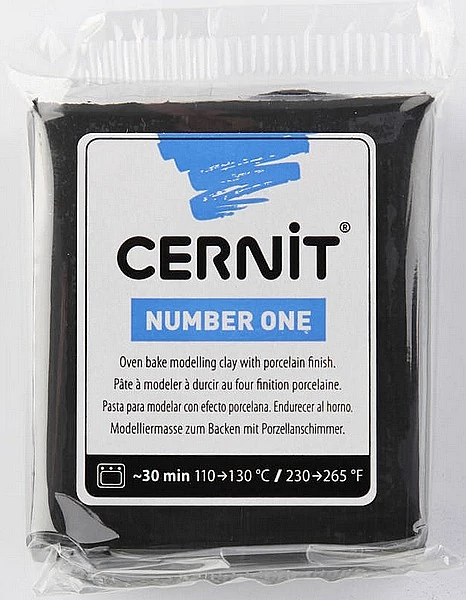 CERNiT®
NUMBER ONE
Oven bake modelling clay with porcelain finish.
Pâte à modeler à durcir au four finition porcelaine.
Pasta para modelar con efecto porcelana. Endurecer al horno.
Modelliermasse zum Backen mit Porzellanschimmer.
~30 min 110→130 °C / 230→265 °F